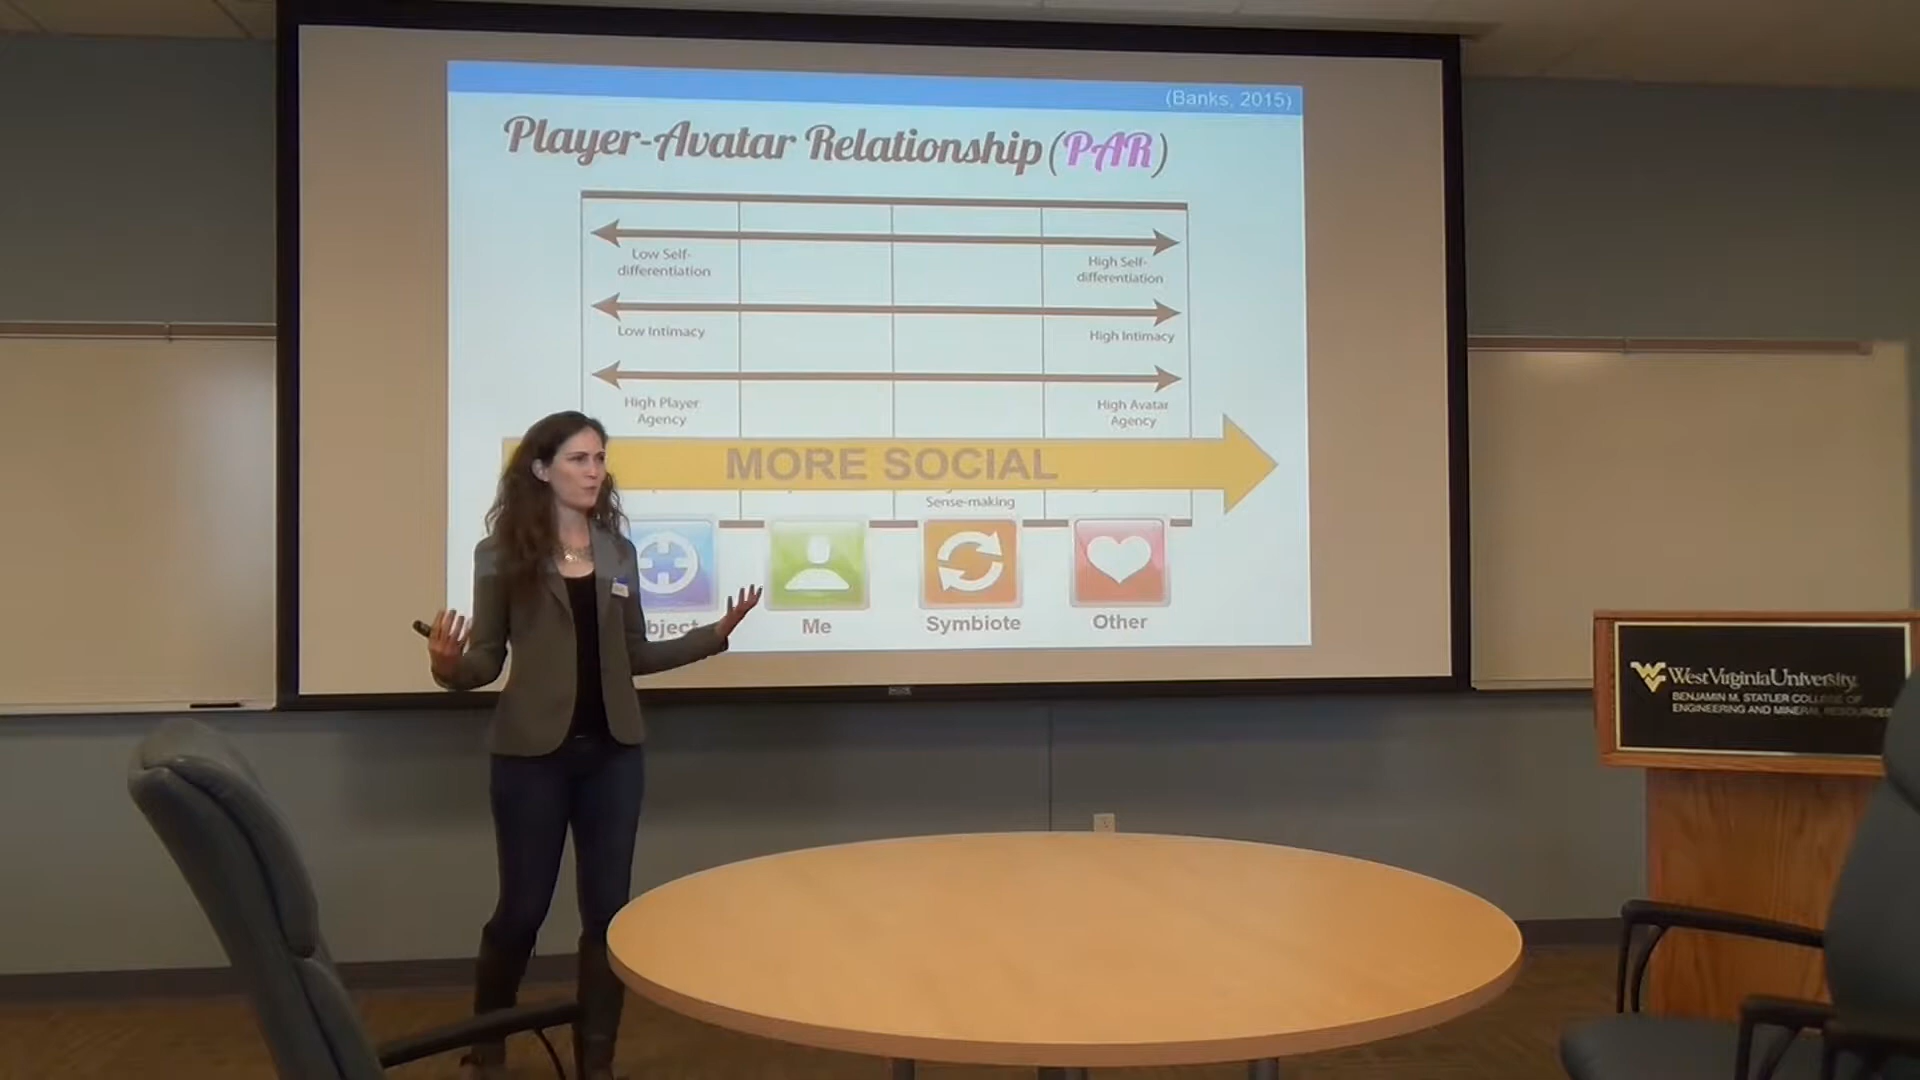 (Banks, 2015)
Player-Avatar Relationship (PAR)
Low Self-
differentiation
High Self-
differentiation
Low Intimacy
High Intimacy
High Player
Agency
High Avatar
Agency
MORE SOCIAL
Sense-making
bject
Me
Symbiote
Other
West Virginia University.
BENJAMIN M. STATLER COLLEGE OF
ENGINEERING AND MINERAL RESOURCES